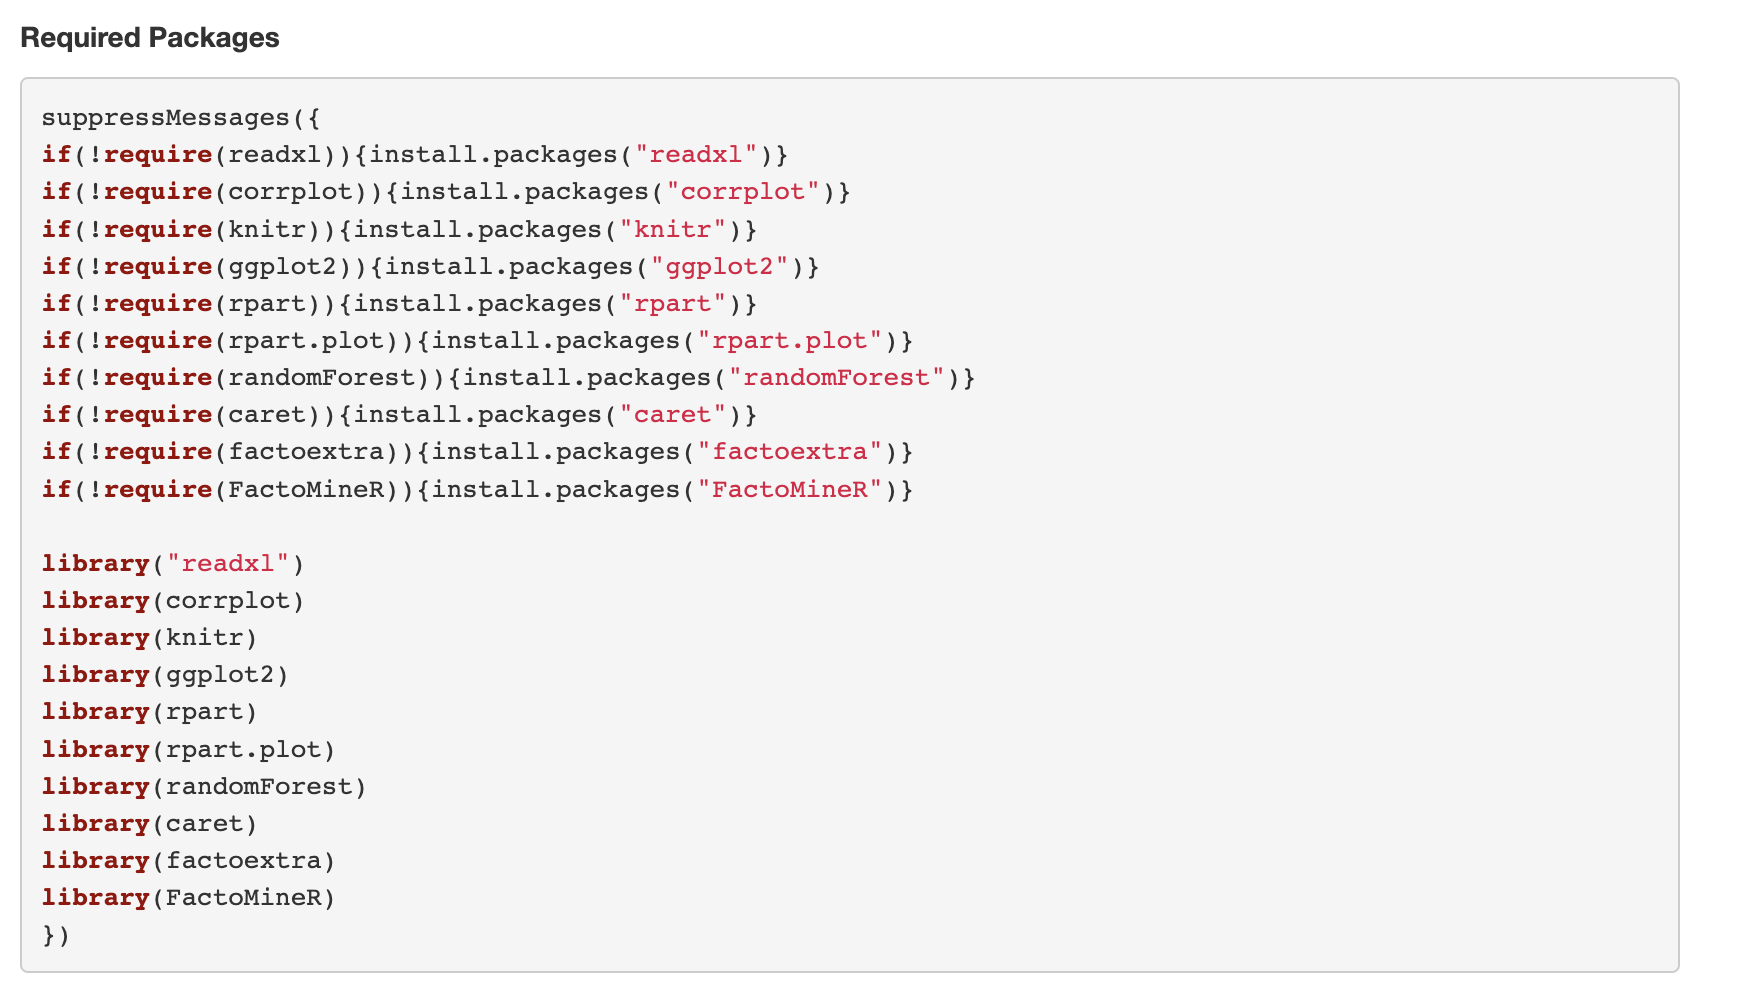 Required Packages
suppressMessages({
if(!require(readxl)){install.packages("readxl")}
if(!require(corrplot)){install.packages("corrplot")}
if(!require(knitr)){install.packages("knitr")}
if(!require(ggplot2)){install.packages("ggplot2")}
if(!require(rpart)){install.packages("rpart")}
if(!require(rpart.plot)){install.packages("rpart.plot")}
if(!require(randomForest)){install.packages("randomForest")}
if(!require(caret)){install.packages("caret")}
if(!require(factoextra)){install.packages("factoextra")}
if(!require(FactoMineR)){install.packages("FactoMineR")}
library("readxl")
library(corrplot)
library(knitr)
library(ggplot2)
library(rpart)
library(rpart.plot)
library(randomForest)
library(caret)
library(factoextra)
library(FactoMineR)
})